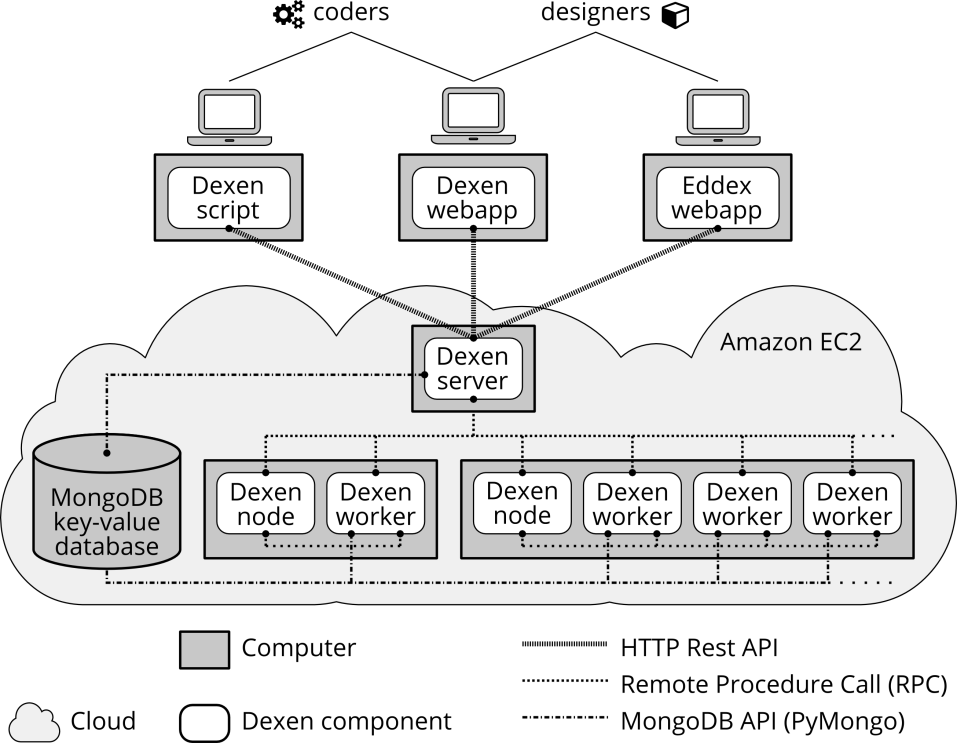 coders
designers
Dexen
script
Dexen
webapp
Eddex
webapp
Amazon EC2
Dexen
server
MongoDB
key-value
database
Dexen
node
Dexen
worker
Dexen
node
Dexen
worker
Dexen
worker
Dexen
worker
Computer
HTTP Rest API
Remote Procedure Call (RPC)
Cloud
Dexen component
MongoDB API (PyMongo)